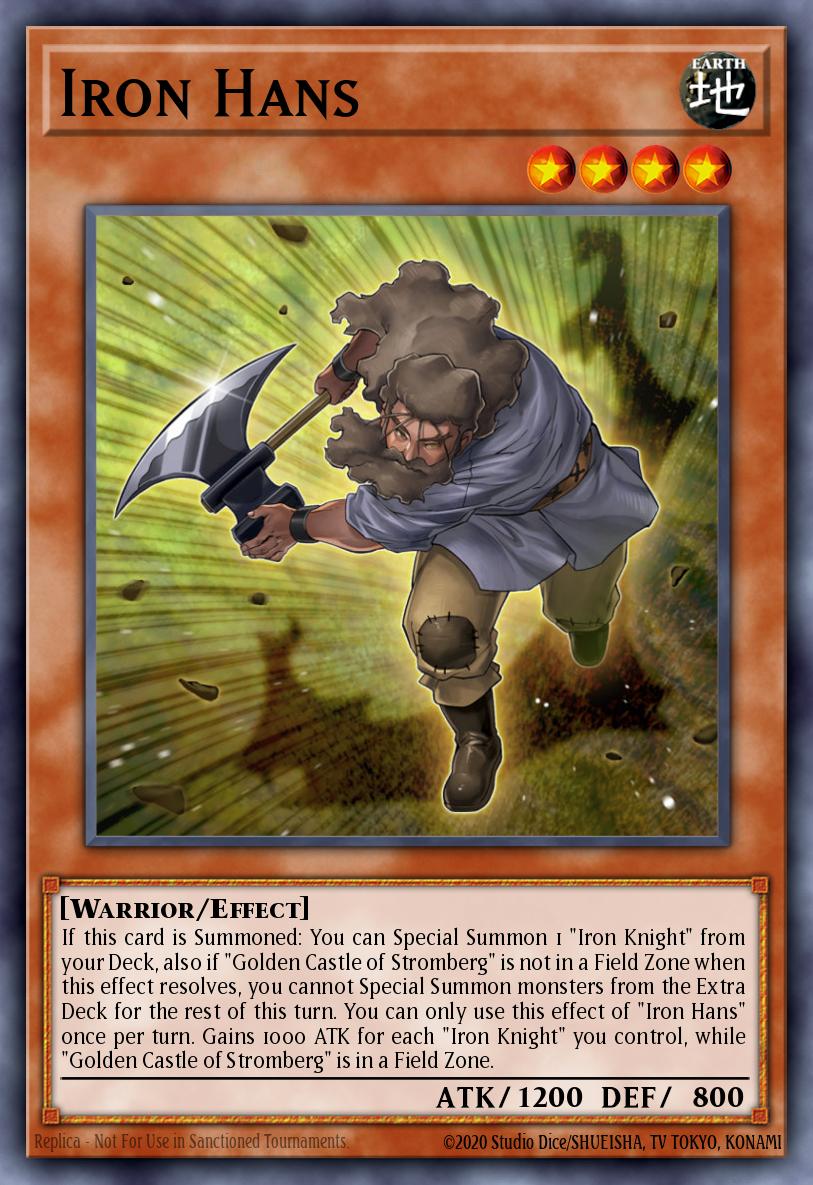 Iron Hans
EARTH
地
[Warrior/Effect]
If this card is Summoned: You can Special Summon 1 "Iron Knight" from
your Deck, also if "Golden Castle of Stromberg" is not in a Field Zone when
this effect resolves, you cannot Special Summon monsters from the Extra
Deck for the rest of this turn. You can only use this effect of "Iron Hans"
once per turn. Gains 1000 ATK for each "Iron Knight" you control, while
"Golden Castle of Stromberg" is in a Field Zone.
ATK/1200 DEF/ 800
Replica - Not For Use in Sanctioned Tournaments. ©2020 Studio Dice/SHUEISHA, TV TOKYO, KONAMI